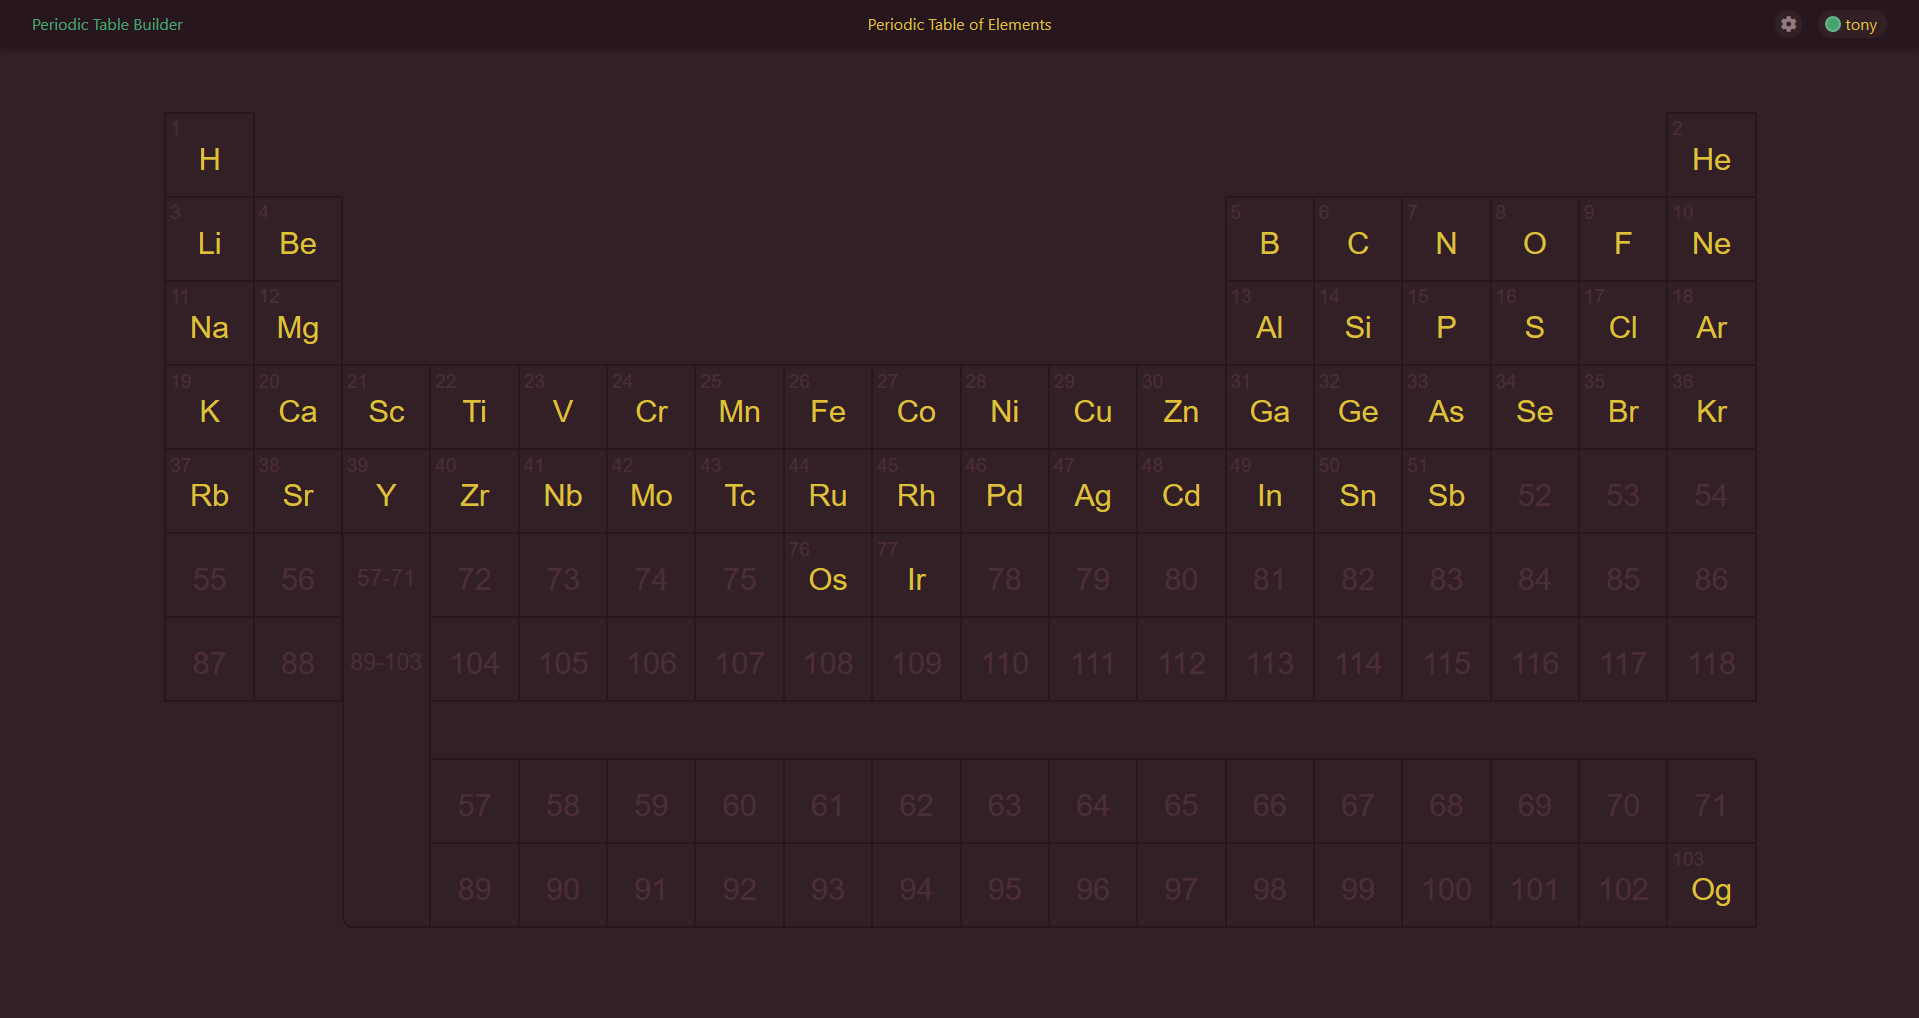 Periodic Table Builder Periodic Table of Elements tony
1 2
H He
3 4 5 6 7 8 9 10
Li Be B C N O F Ne
11 12 13 14 15 16 17 18
Na Mg Al Si P S Cl Ar
19 20 21 22 23 24 25 26 27 28 29 30 31 32 33 34 35 36
K Ca Sc Ti V Cr Mn Fe Co Ni Cu Zn Ga Ge As Se Br Kr
37 38 39 40 41 42 43 44 45 46 47 48 49 50 51
Rb Sr Y Zr Nb Mo Tc Ru Rh Pd Ag Cd In Sn Sb 52 53 54
76 77
55 56 57-71 72 73 74 75 Os Ir 78 79 80 81 82 83 84 85 86
87 88 89-103 104 105 106 107 108 109 110 111 112 113 114 115 116 117 118
57 58 59 60 61 62 63 64 65 66 67 68 69 70 71
103
89 90 91 92 93 94 95 96 97 98 99 100 101 102 Og